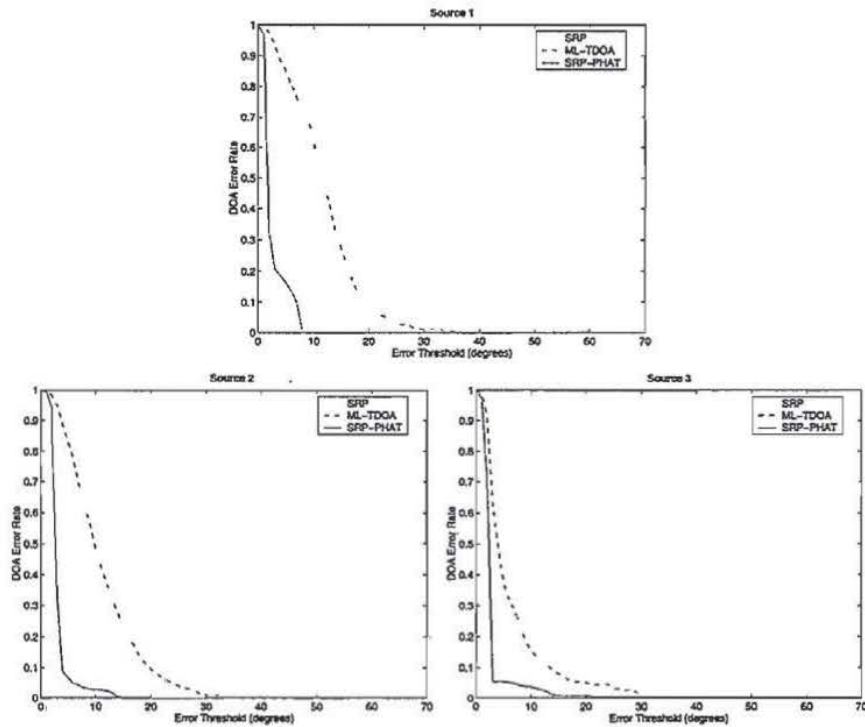 Source 1
SRP
ML-TDOA
SRP-PHAT
DOA Error Rate
1
0.9
0.8
0.7
0.6
0.5
0.4
0.3
0.2
0.1
0
0 10 20 30 40 50 60 70
Error Threshold (degrees)
Source 2
SRP
ML-TDOA
SRP-PHAT
DOA Error Rate
1
0.9
0.8
0.7
0.6
0.5
0.4
0.3
0.2
0.1
0
0 10 20 30 40 50 60 70
Error Threshold (degrees)
Source 3
SRP
ML-TDOA
SRP-PHAT
DOA Error Rate
1
0.9
0.8
0.7
0.6
0.5
0.4
0.3
0.2
0.1
0
0 10 20 30 40 50 60 70
Error Threshold (degrees)